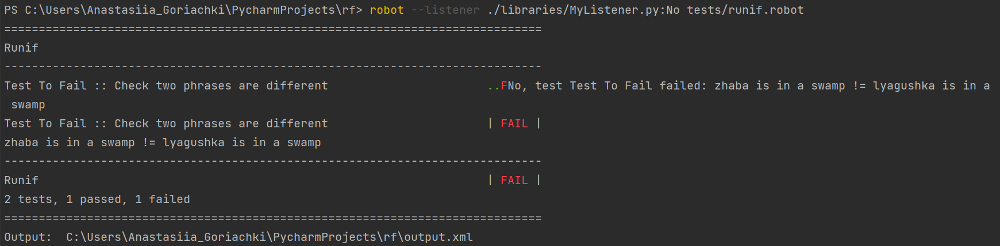 PS C:\Users\Anastasiia_Goriachki\PycharmProjects\rf> robot --listener ./libraries/MyListener.py:No tests/runif.robot
==============================================================================
Runif
------------------------------------------------------------------------------
Test To Fail :: Check two phrases are different                       ..FNo, test Test To Fail failed: zhaba is in a swamp != lyagushka is in a
 swamp
Test To Fail :: Check two phrases are different                       | FAIL |
zhaba is in a swamp != lyagushka is in a swamp
------------------------------------------------------------------------------
Runif                                                                 | FAIL |
2 tests, 1 passed, 1 failed
==============================================================================
Output:  C:\Users\Anastasiia_Goriachki\PycharmProjects\rf\output.xml